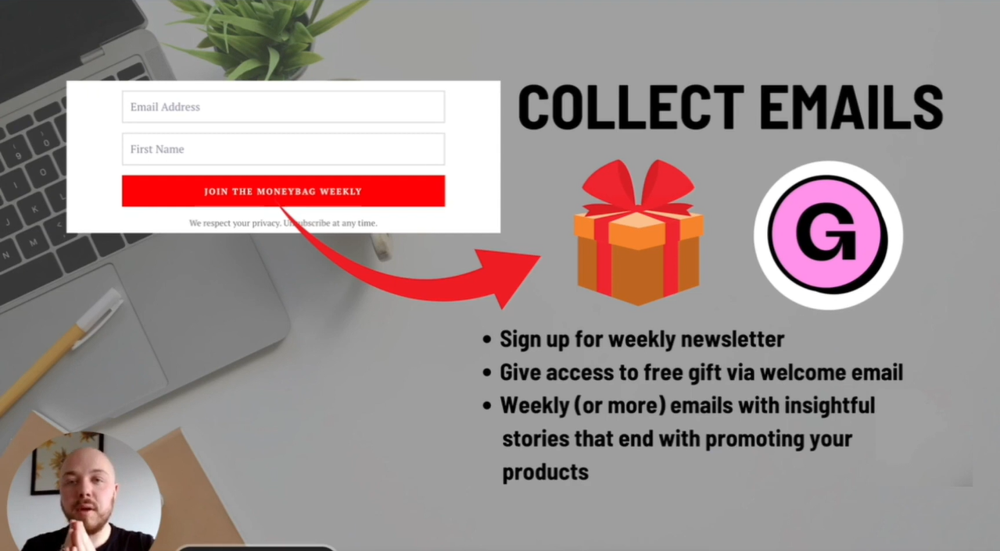 Email Address
First Name
JOIN THE MONEYBAG WEEKLY
We respect your privacy. Unsubscribe at any time.
COLLECT EMAILS
G
• Sign up for weekly newsletter
• Give access to free gift via welcome email
• Weekly (or more) emails with insightful
stories that end with promoting your
products